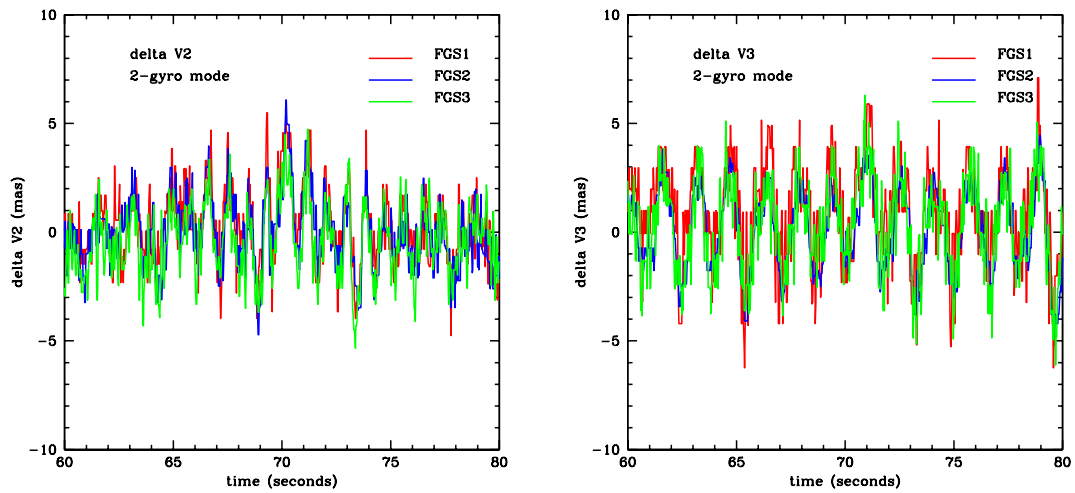 10
5
0
−5
−10
delta V2 (mas)
delta V2
2−gyro mode
FGS1
FGS2
FGS3
60
65
70
75
80
time (seconds)
10
5
0
−5
−10
delta V3 (mas)
delta V3
2−gyro mode
FGS1
FGS2
FGS3
60
65
70
75
80
time (seconds)